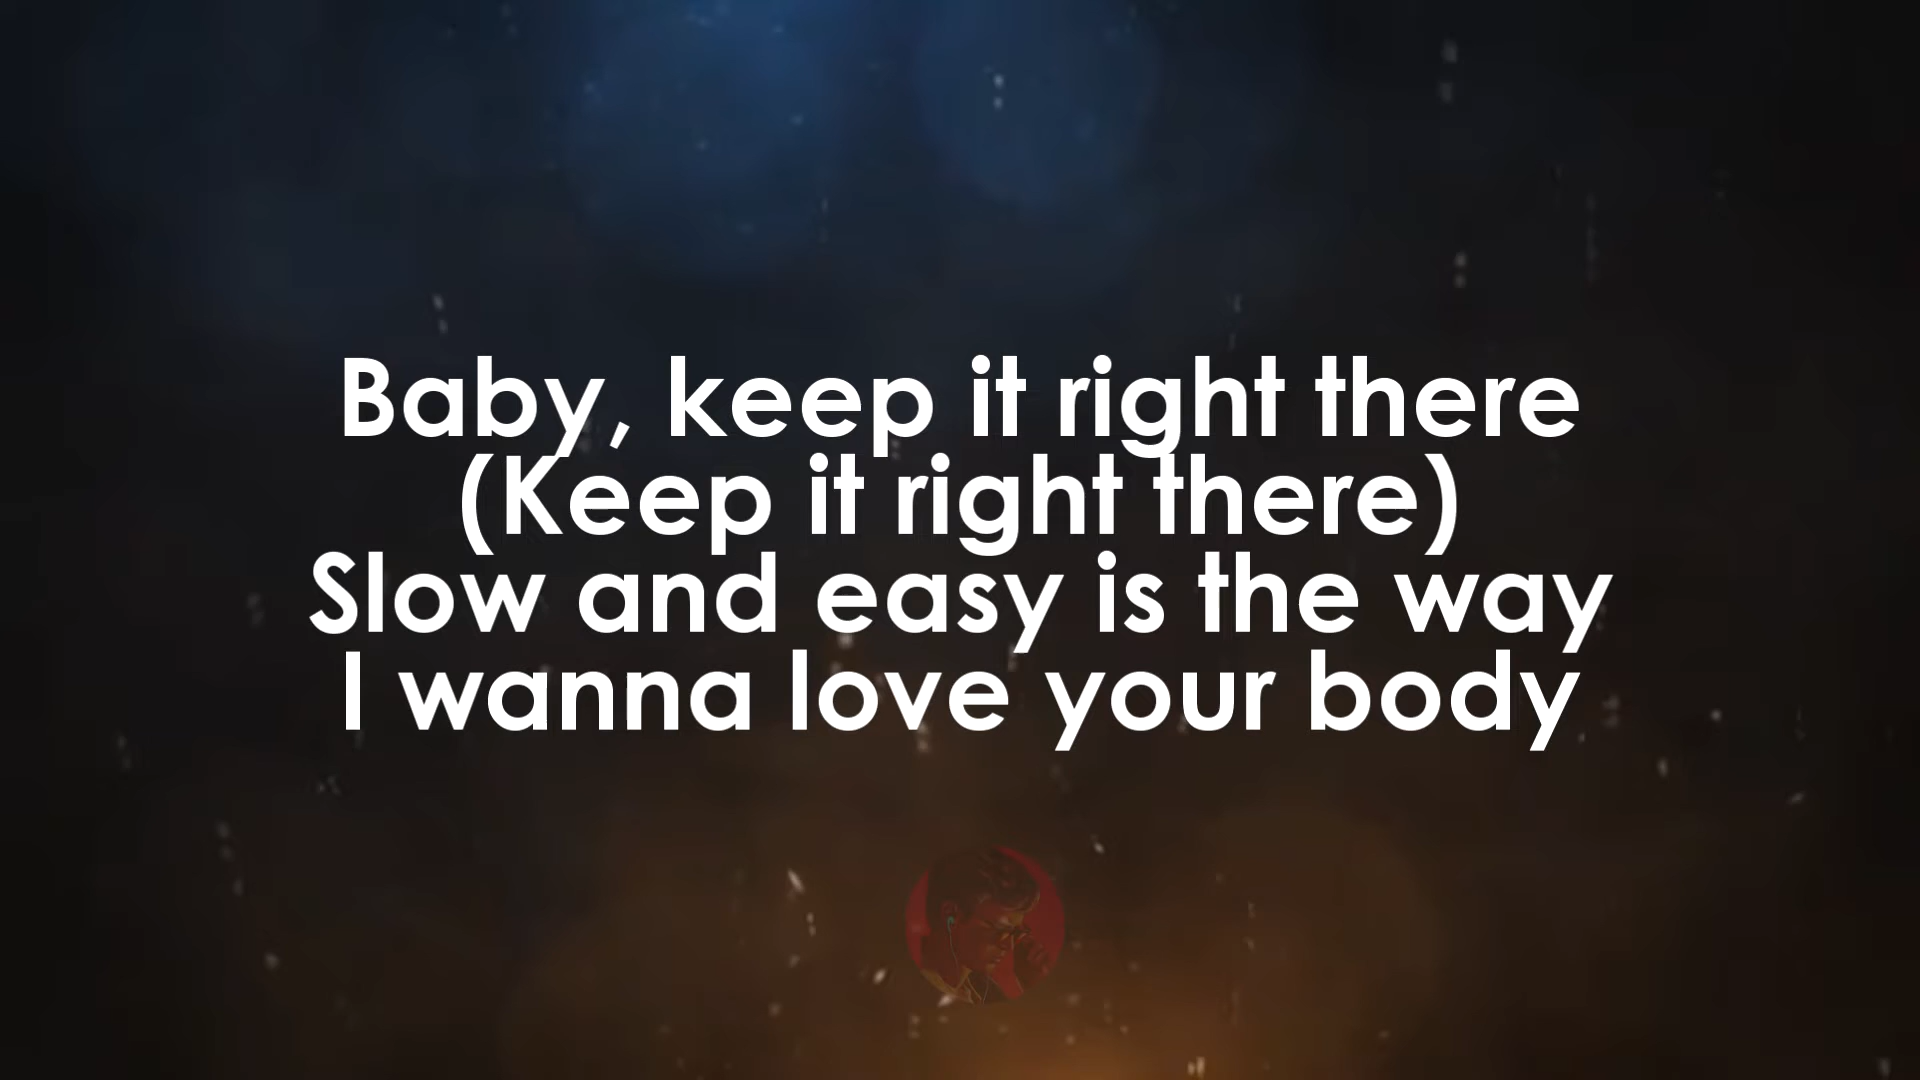 Baby, keep it right there
(Keep it right there)
Slow and easy is the way
I wanna love your body